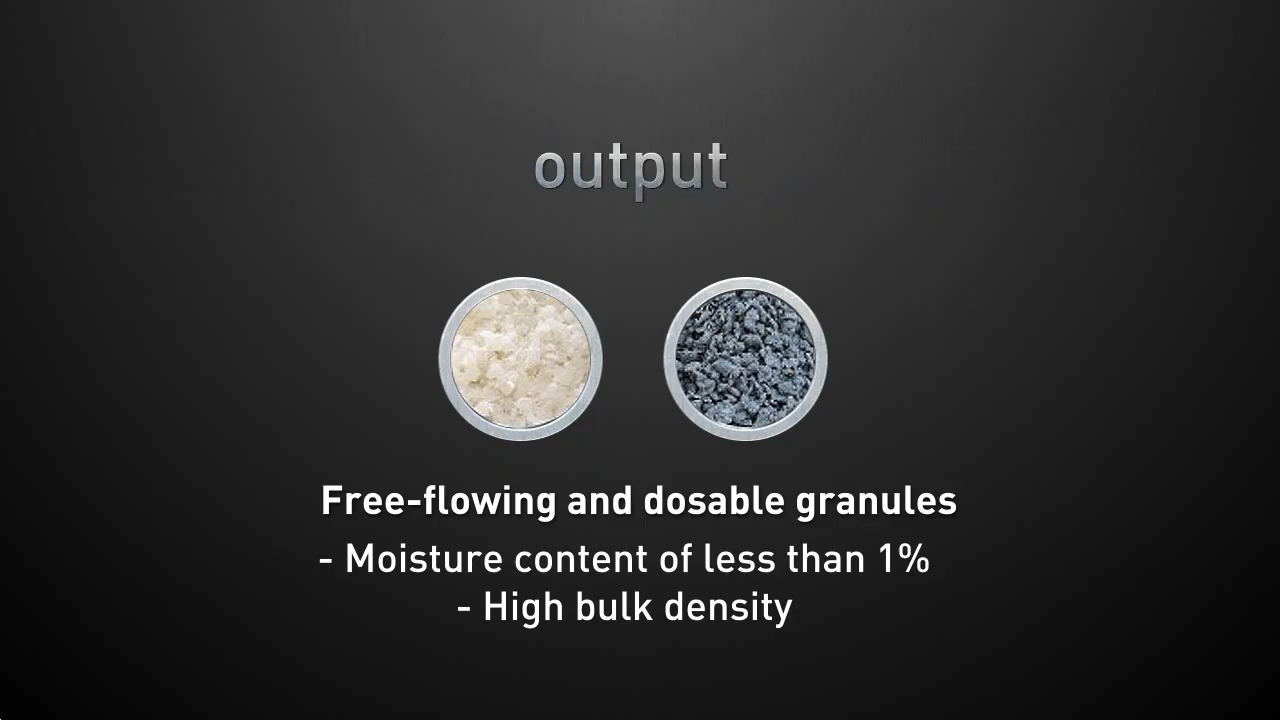 output
Free-flowing and dosable granules
- Moisture content of less than 1%
- High bulk density